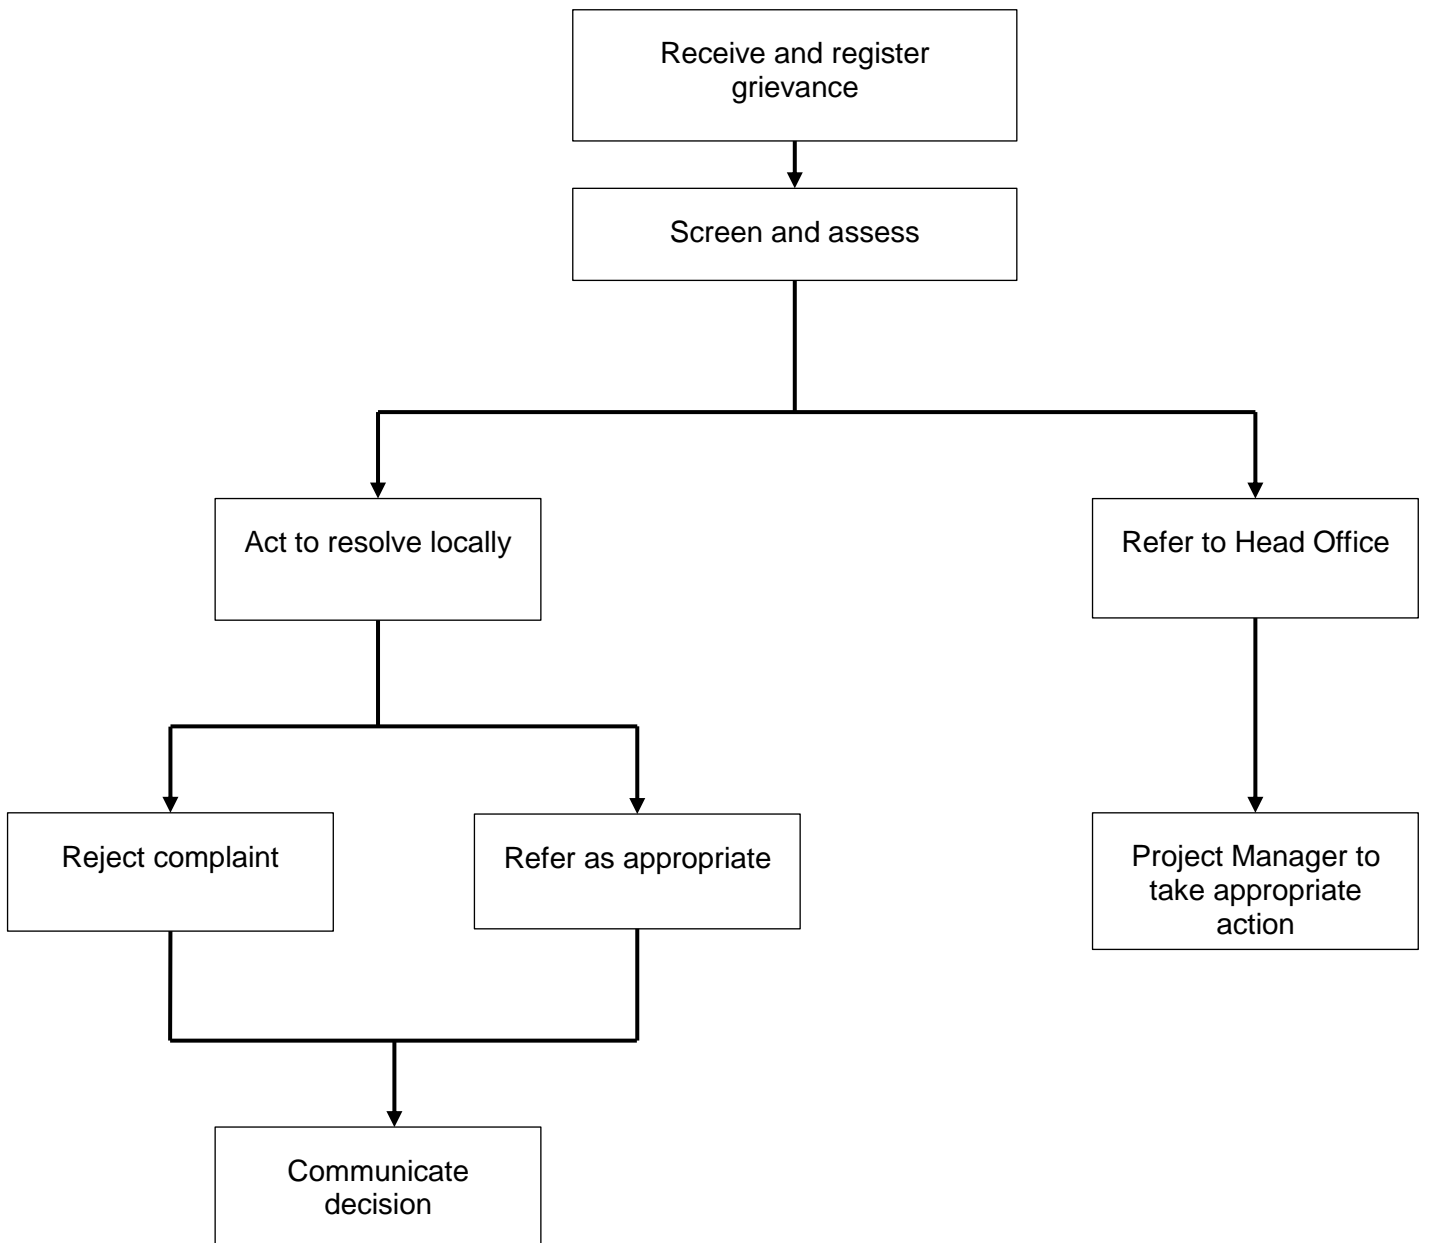 Receive and register
grievance
Screen and assess
Act to resolve locally
Refer to Head Office
Reject complaint
Refer as appropriate
Project Manager to
take appropriate
action
Communicate
decision